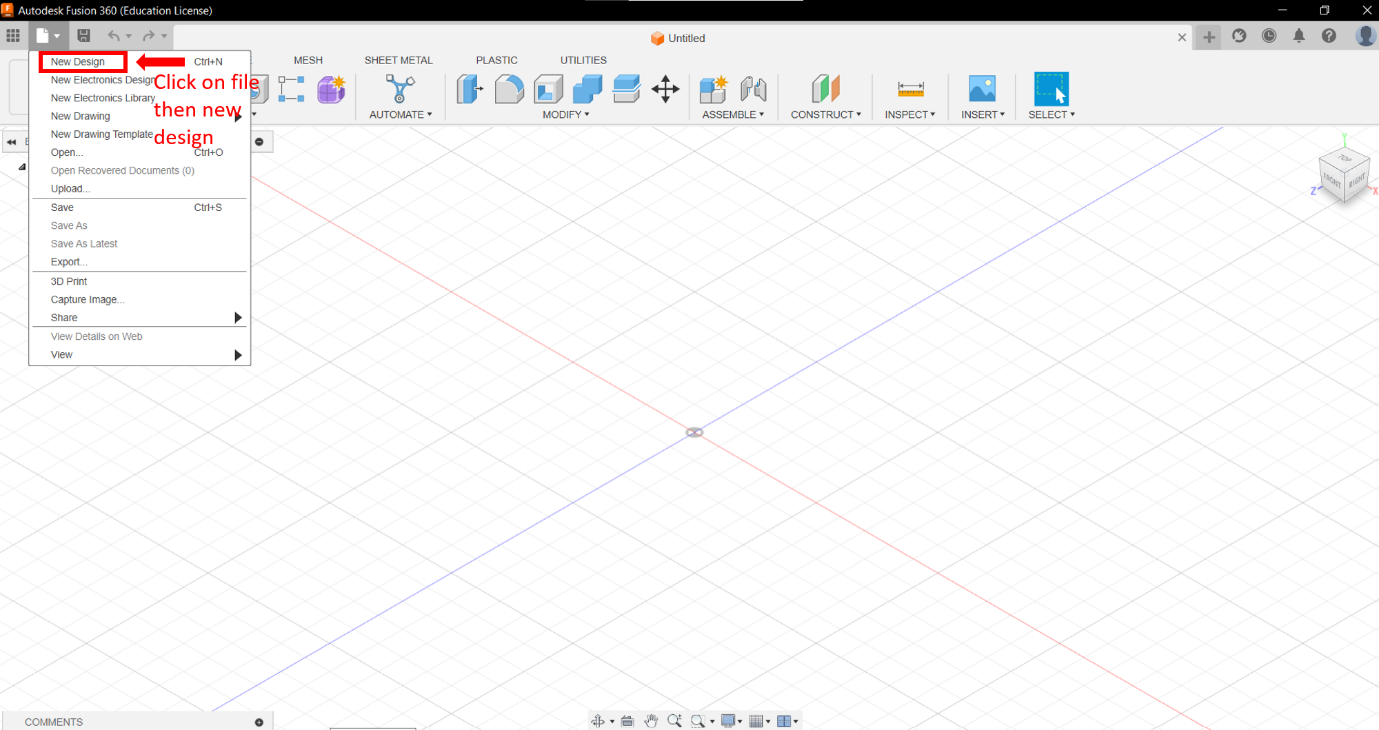 Autodesk Fusion 360 (Education License)
Untitled
New Design Ctrl+N
New Electronics Design
New Electronics Library
New Drawing
New Drawing Template
Open... Ctrl+O
Open Recovered Documents (0)
Upload...
Save Ctrl+S
Save As
Save As Latest
Export...
3D Print
Capture Image...
Share
View Details on Web
View
Click on file
then new
design
MESH SHEET METAL PLASTIC UTILITIES
AUTOMATE MODIFY ASSEMBLE CONSTRUCT INSPECT INSERT SELECT
Y
TOP
FRONT RIGHT
Z X
COMMENTS